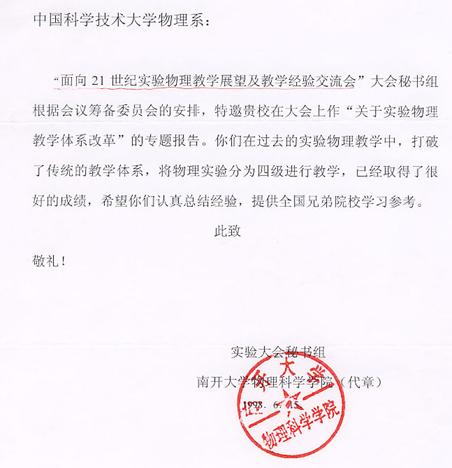 中国科学技术大学物理系：
“面向 21 世纪实验物理教学展望及教学经验交流会”大会秘书组
根据会议筹备委员会的安排，特邀贵校在大会上作“关于实验物理
教学体系改革”的专题报告。你们在过去的实验物理教学中，打破
了传统的教学体系，将物理实验分为四级进行教学，已经取得了很
好的成绩，希望你们认真总结经验，提供全国兄弟院校学习参考。
此致
敬礼！
实验大会秘书组
南开大学物理科学学院（代章）
1998. 6. 15
南开大学
物理科学学院